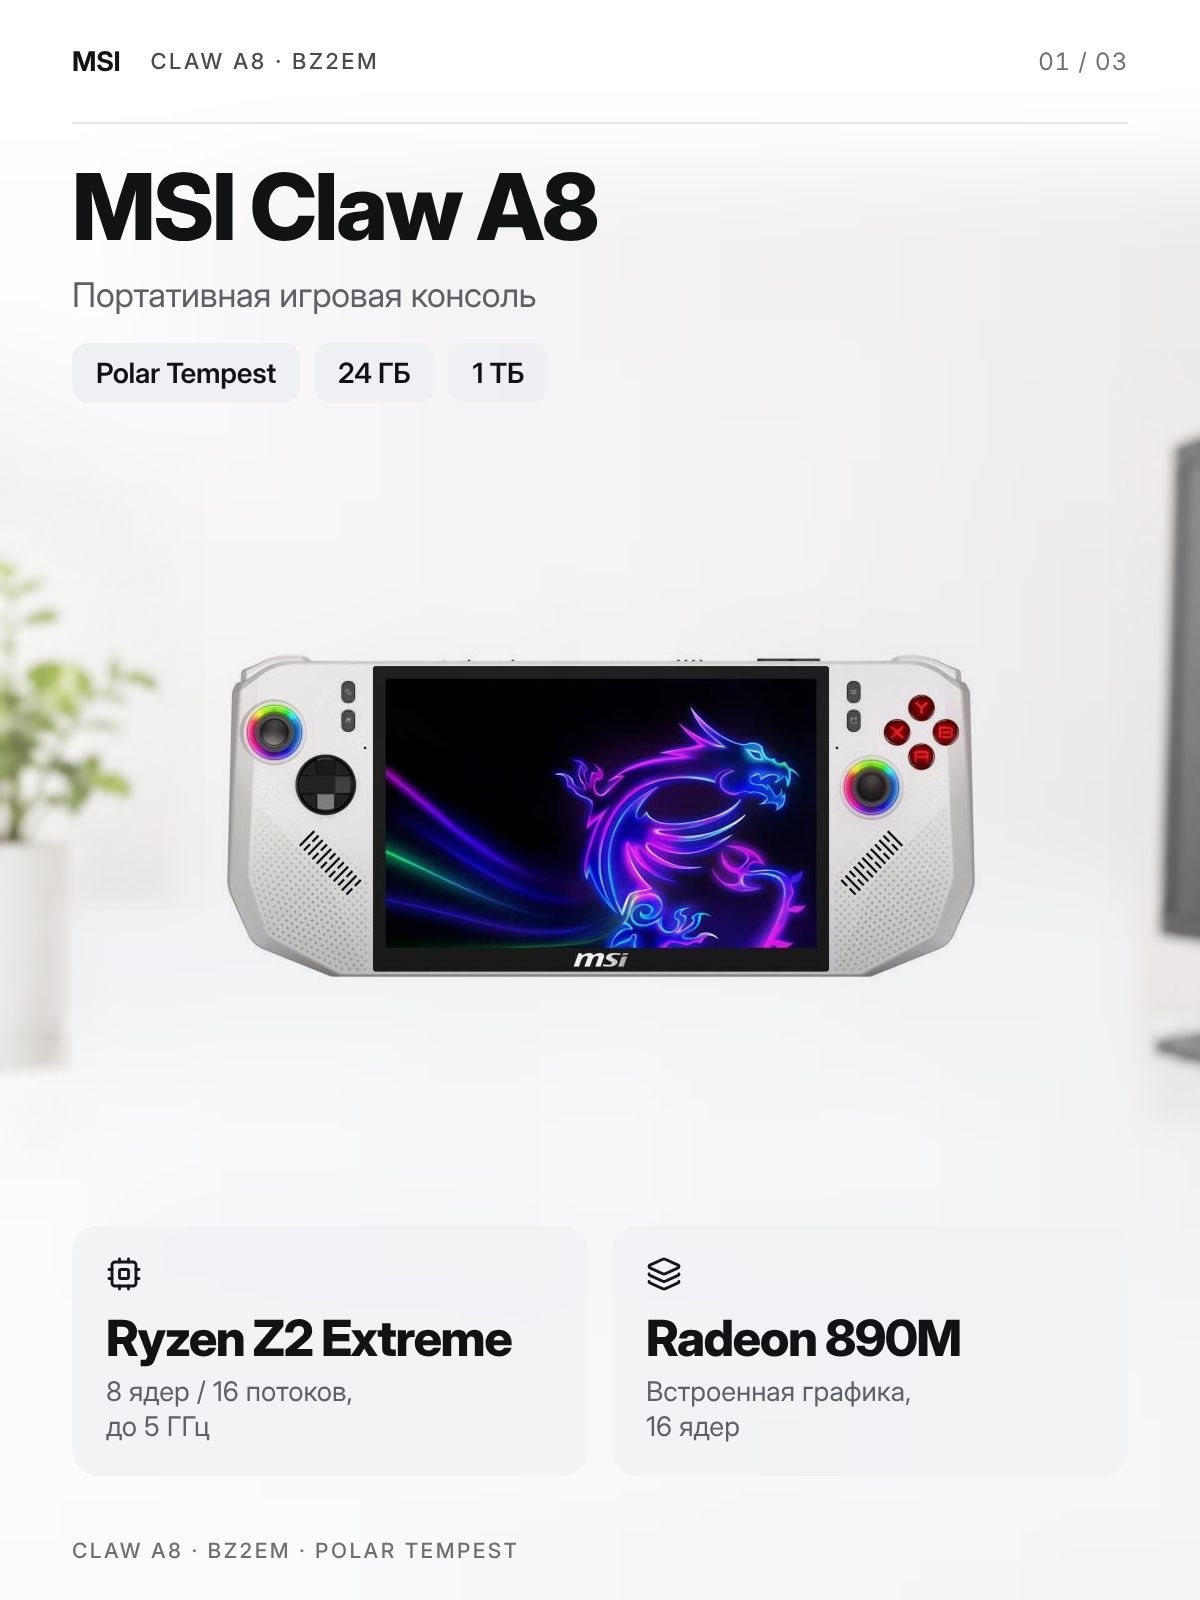 MSI CLAW A8 · BZ2EM 01 / 03
MSI Claw A8
Портативная игровая консоль
Polar Tempest 24 ГБ 1 ТБ
Y
X B
A
msi
Ryzen Z2 Extreme
8 ядер / 16 потоков,
до 5 ГГц
Radeon 890M
Встроенная графика,
16 ядер
CLAW A8 · BZ2EM · POLAR TEMPEST